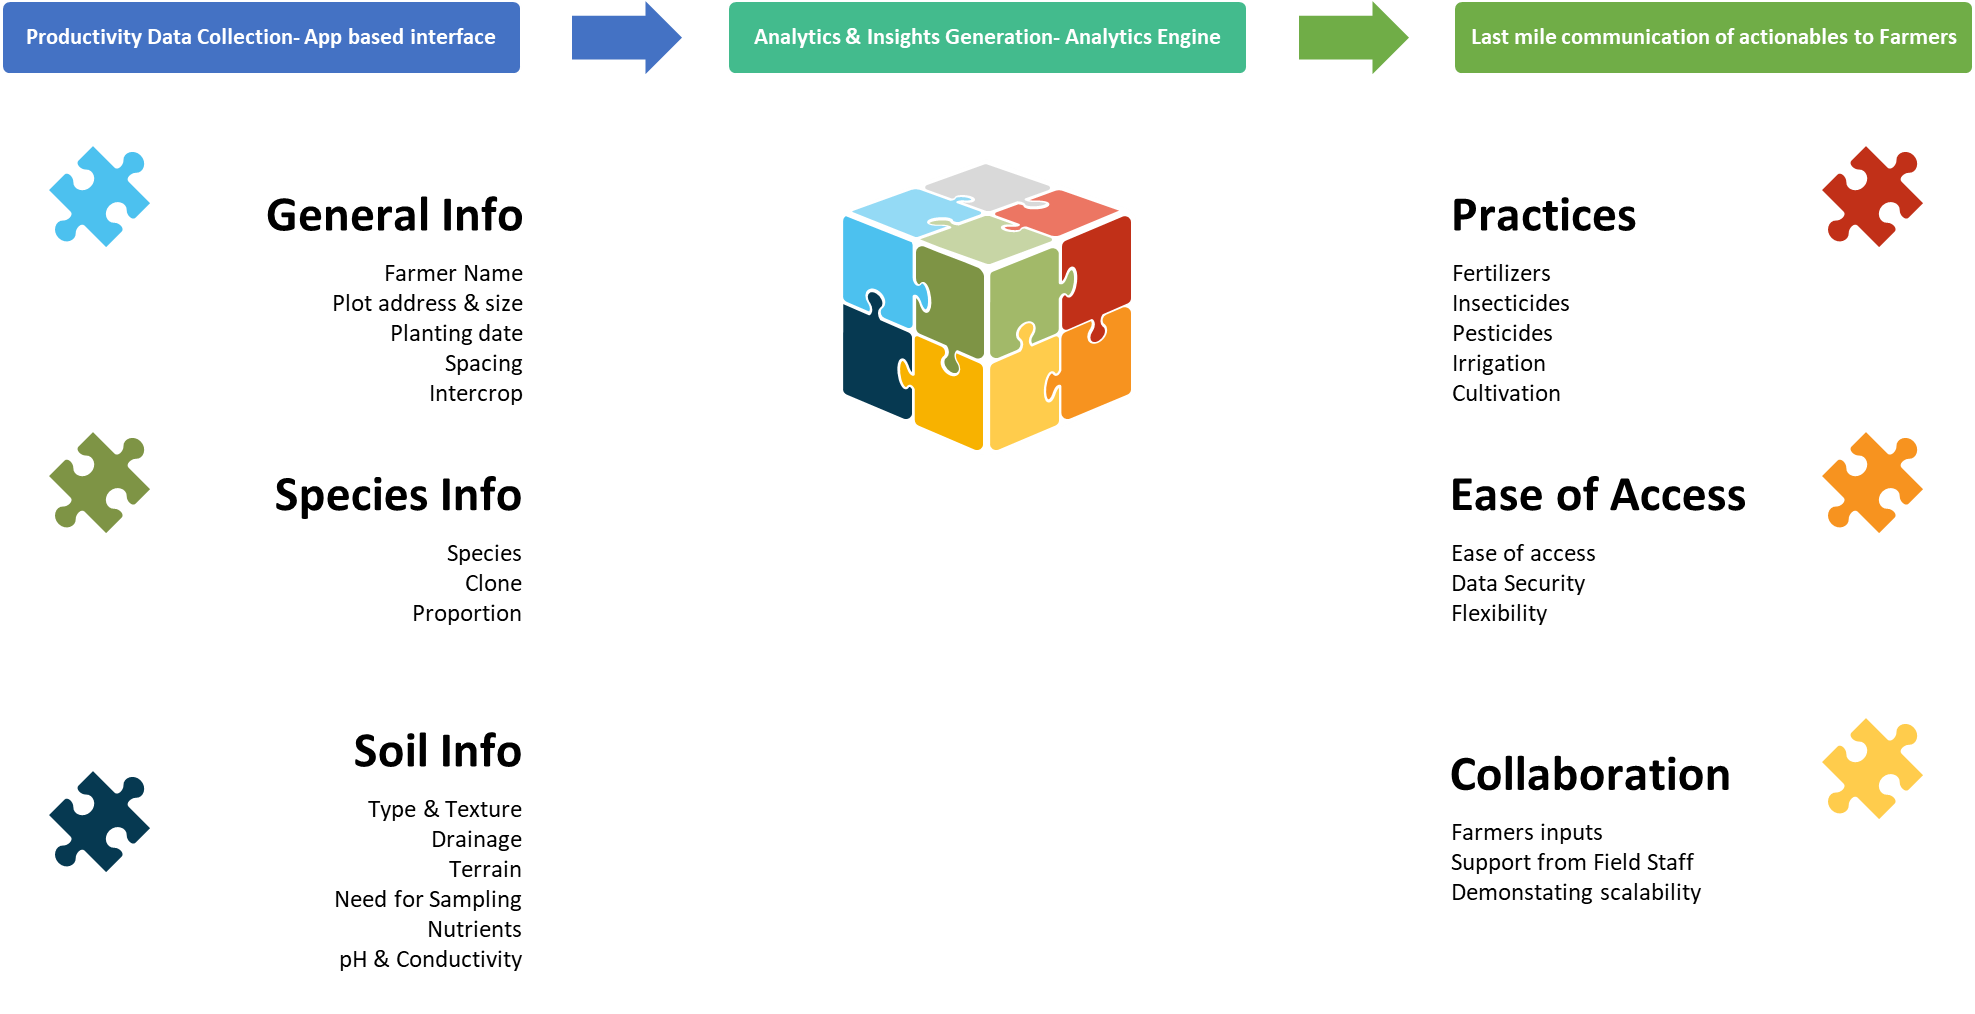 Productivity Data Collection- App based interface
Analytics & Insights Generation- Analytics Engine
Last mile communication of actionables to Farmers
General Info
Farmer Name
Plot address & size
Planting date
Spacing
Intercrop
Species Info
Species
Clone
Proportion
Soil Info
Type & Texture
Drainage
Terrain
Need for Sampling
Nutrients
pH & Conductivity
Practices
Fertilizers
Insecticides
Pesticides
Irrigation
Cultivation
Ease of Access
Ease of access
Data Security
Flexibility
Collaboration
Farmers inputs
Support from Field Staff
Demonstating scalability